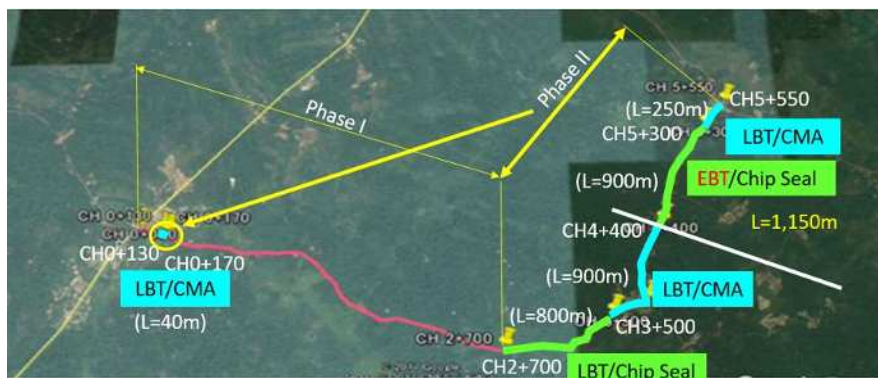 Phase I
Phase II
CH 5+550
CH5+550
(L=250m)
CH5+300
LBT/CMA
EBT/Chip Seal
(L=900m)
L=1,150m
CH4+400
CH0+130
CH0+170
LBT/CMA
(L=40m)
(L=900m)
LBT/CMA
(L=800m)
CH3+500
CH 2+700
CH2+700
LBT/Chip Seal